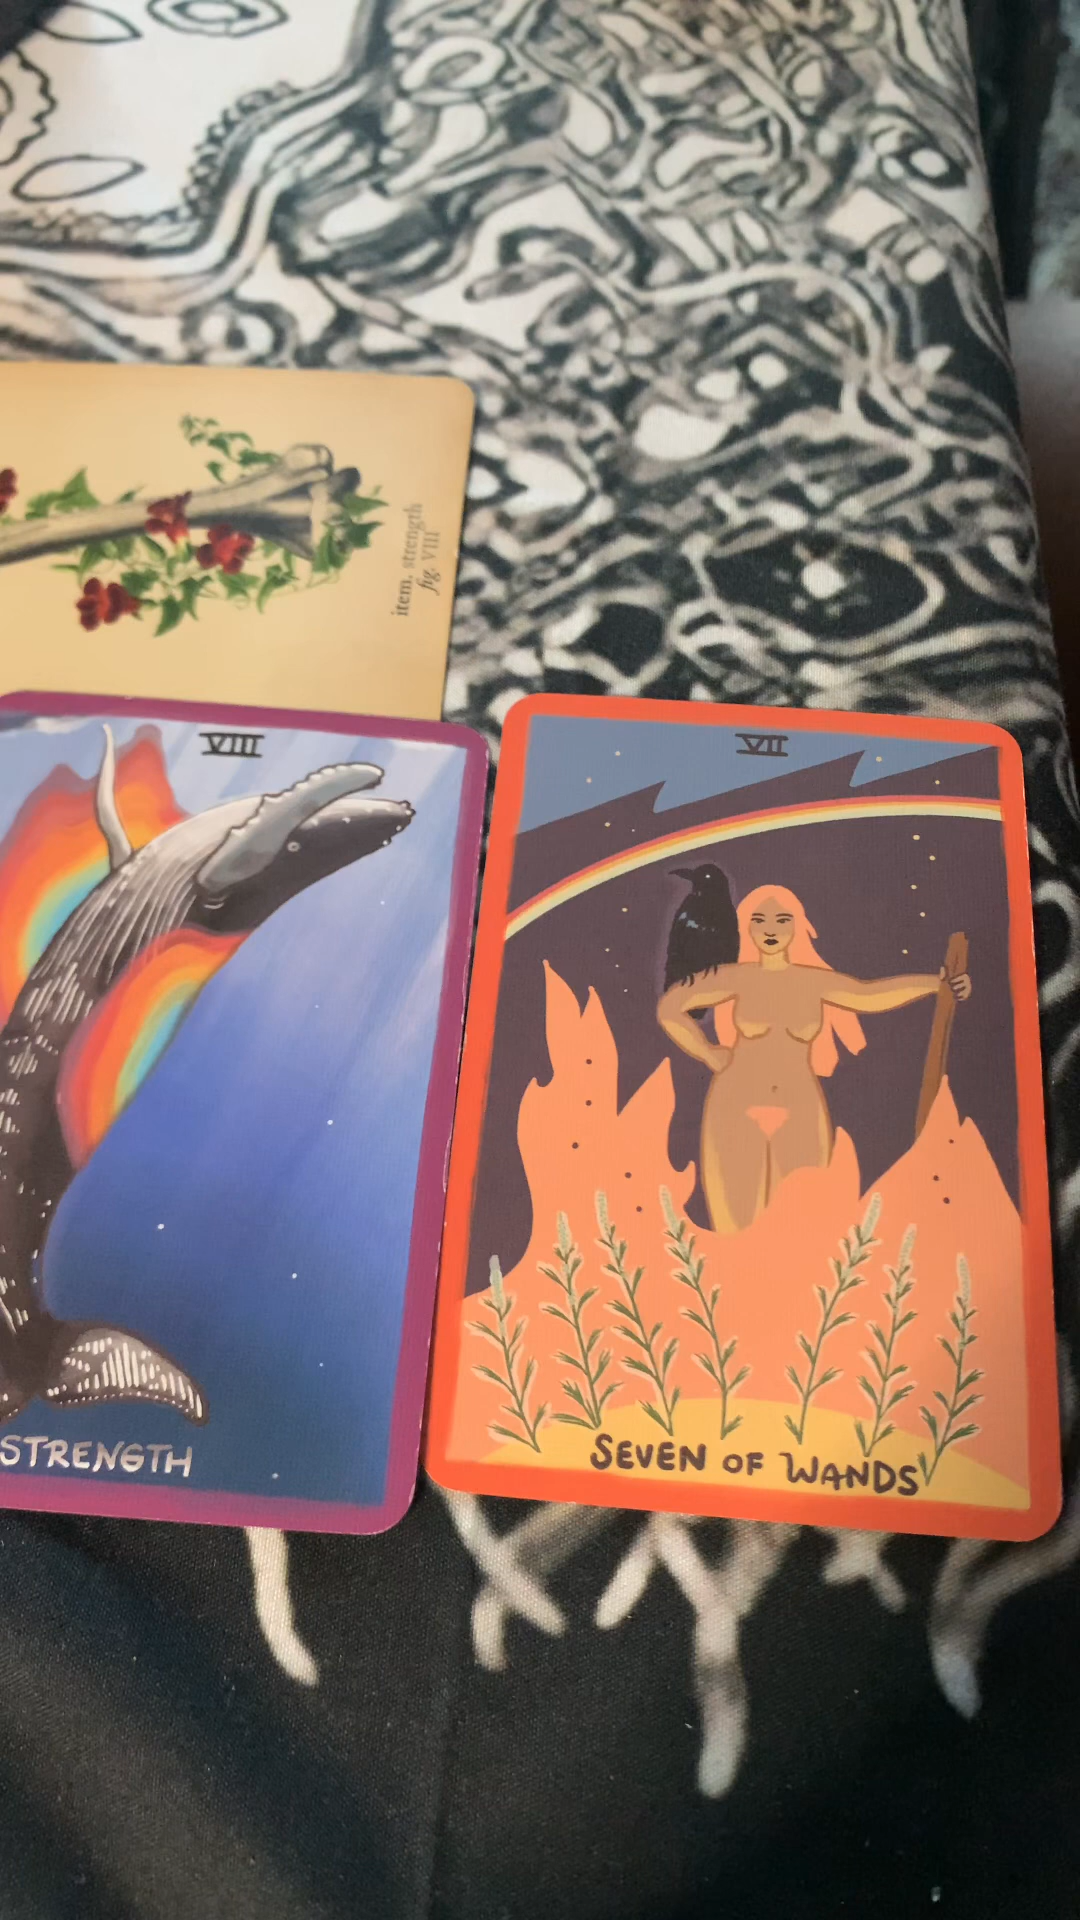 item. strength
fig. VIII
VIII
STRENGTH
VII
SEVEN OF WANDS